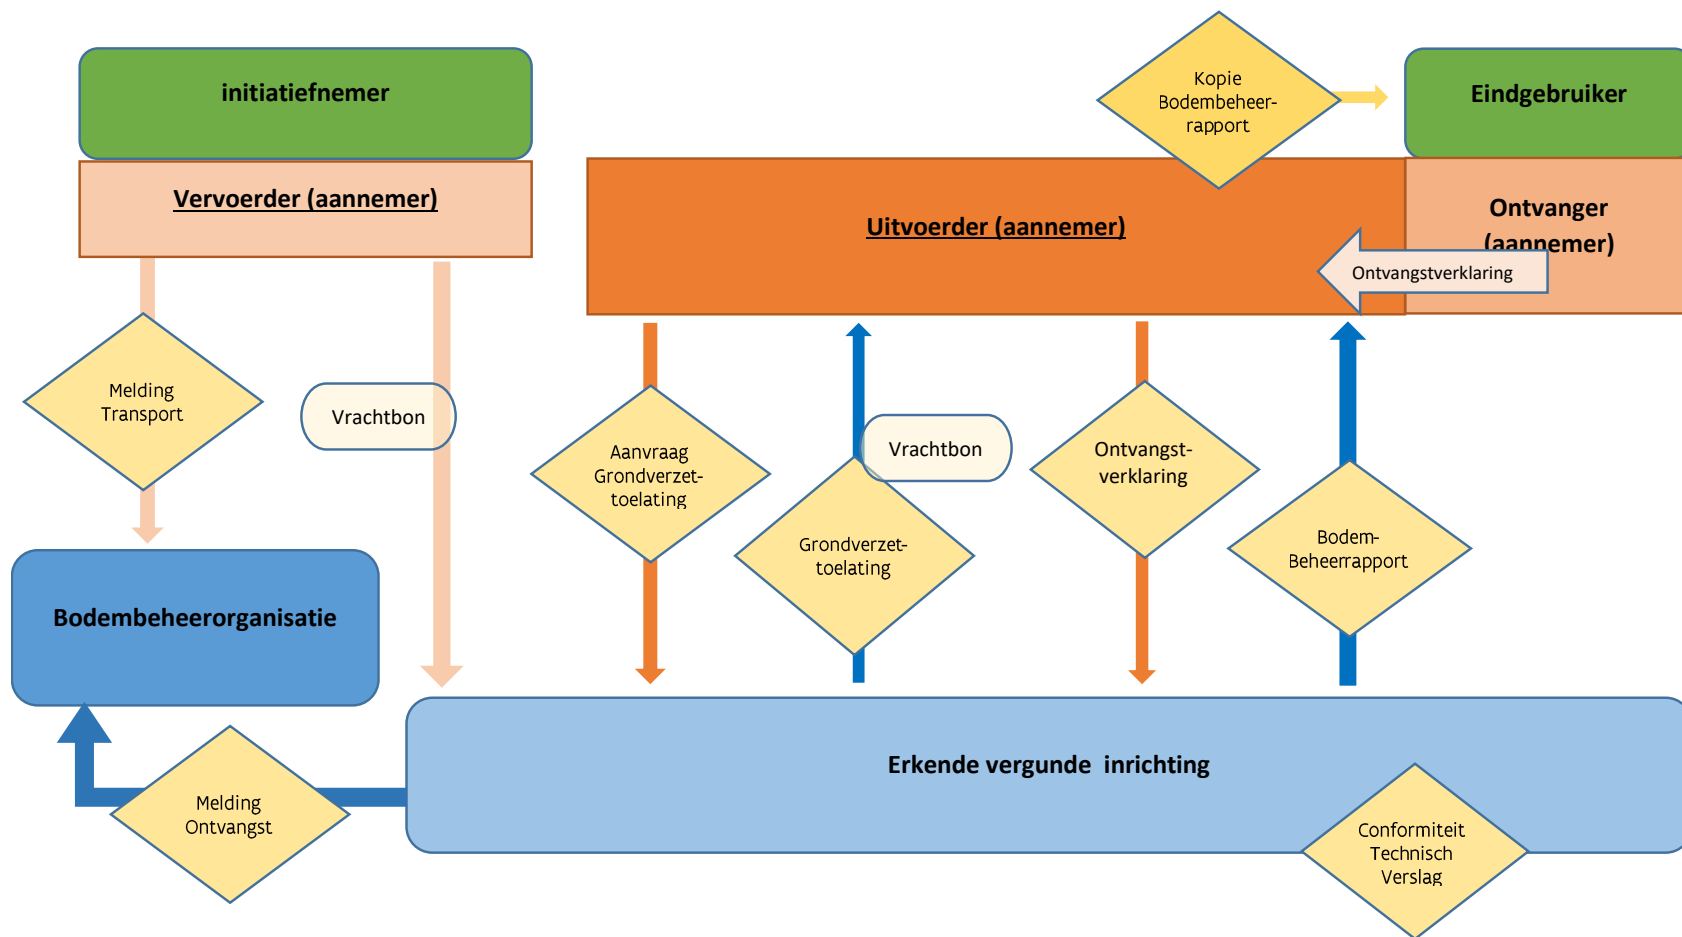 initiatiefnemer
Vervoerder (aannemer)
Kopie
Bodembeheer-
rapport
Eindgebruiker
Uitvoerder (aannemer)
Ontvanger
(aannemer)
Ontvangstverklaring
Melding
Transport
Vrachtbon
Aanvraag
Grondverzet-
toelating
Vrachtbon
Grondverzet-
toelating
Ontvangst-
verklaring
Bodem-
Beheerrapport
Bodembeheerorganisatie
Melding
Ontvangst
Erkende vergunde  inrichting
Conformiteit
Technisch
Verslag